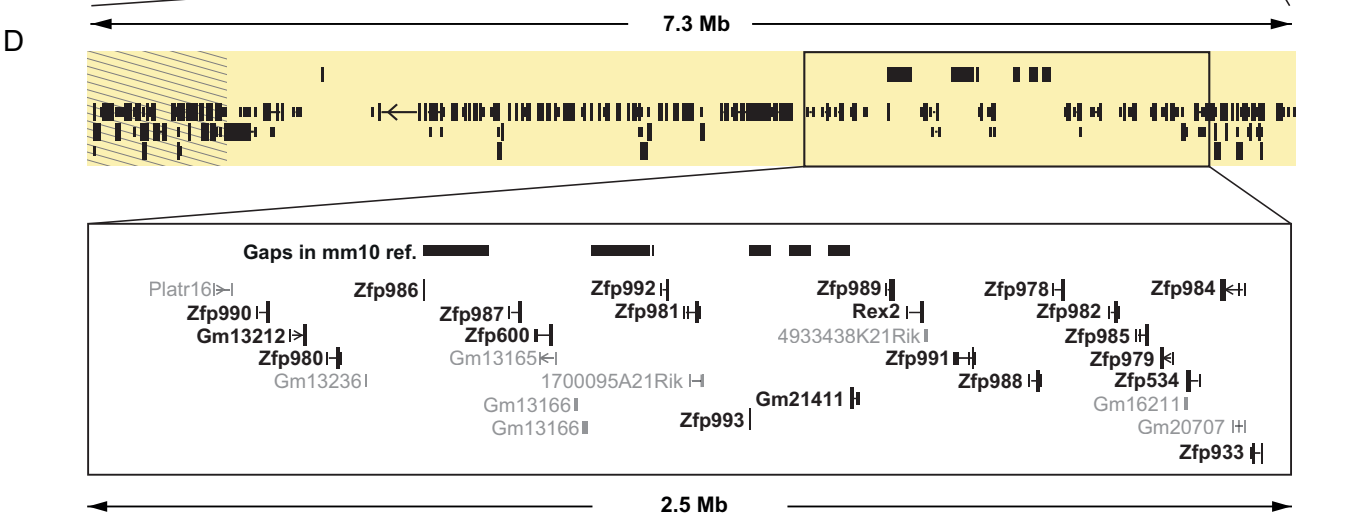 7.3 Mb
D
Gaps in mm10 ref.
Platr16 Zfp986 Zfp992 Zfp989 Zfp978 Zfp984
Zfp990 Zfp987 Zfp981 Rex2 Zfp982
Gm13212 Zfp600 4933438K21Rik Zfp985
Zfp980 Gm13165 Zfp991 Zfp979
Gm13236 1700095A21Rik Zfp988 Zfp534
Gm13166 Gm21411 Gm16211
Gm13166 Zfp993 Gm20707
Zfp933
2.5 Mb